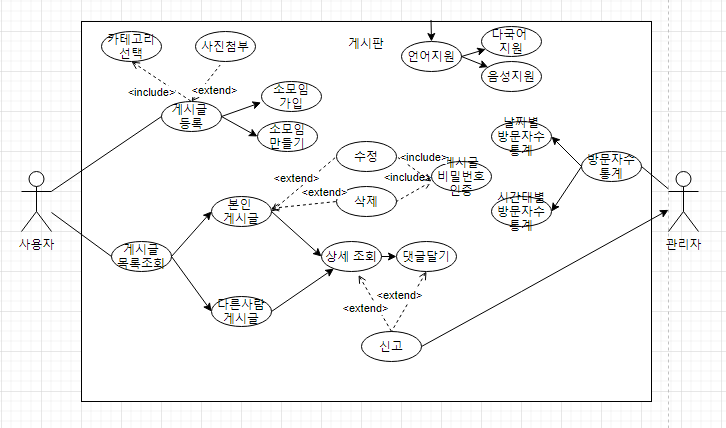 카테고리
선택
사진첨부
게시판
언어지원
다국어
지원
음성지원
<include>
<extend>
게시글
등록
소모임
가입
소모임
만들기
수정
삭제
<extend>
<extend>
<include>
<include>
게시글
비밀번호
인증
날짜별
방문자수
통계
시간대별
방문자수
통계
방문자수
통계
사용자
관리자
본인
게시글
게시글
목록조회
다른사람
게시글
상세 조회
댓글달기
<extend>
<extend>
신고